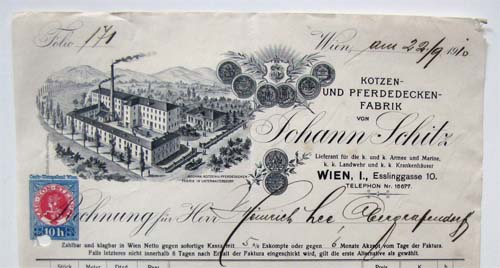 Folio 171
Wien, am 22/9 1910
KOTZEN-
UND PFERDEDECKEN-
FABRIK
VON
Johann Schitz
Lieferant für die k. und k. Armee und Marine,
k. k. Landwehr und k. k. Krankenhäuser
WIEN, I., Esslinggasse 10.
TELEPHON Nr. 15677.
10 h
Rechnung für Herr Heinrich
Zahlbar und klagbar in Wien Netto gegen sofortige Kassa mit 5 % Eskompte oder gegen 6 Monate Akzept vom Tage der Faktura.
Falls letzteres nicht innerhalb 8 Tagen nach Erhalt der Faktura eingeschickt wird, gilt die erste Alternative als gewählt.